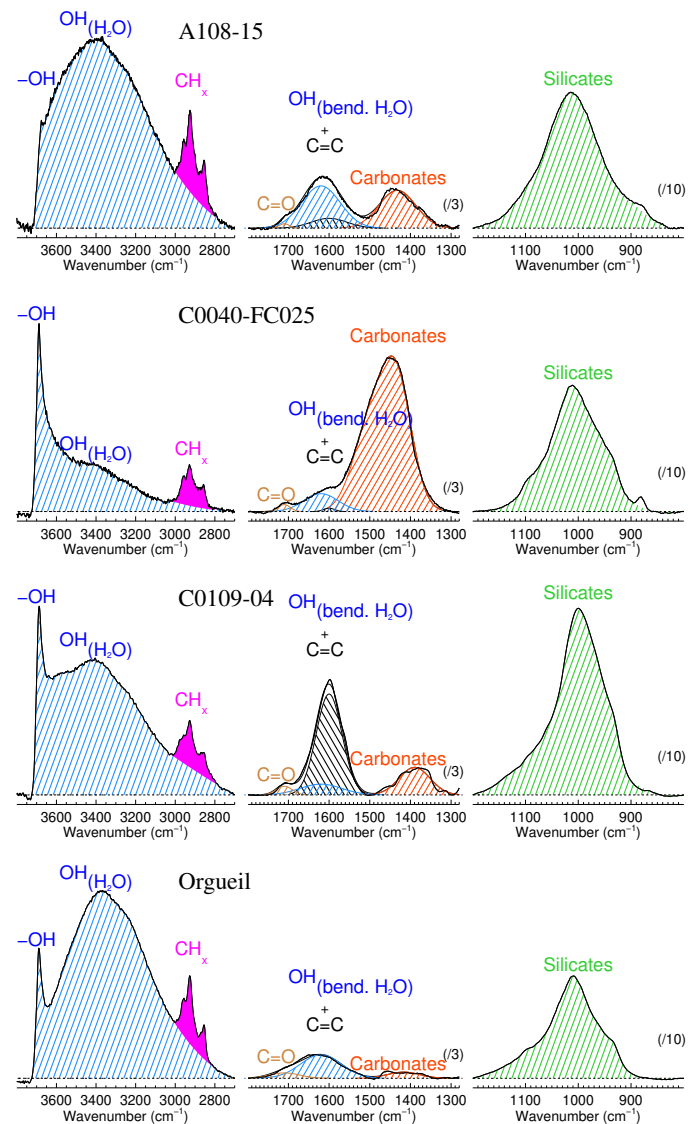 A108-15
OH(H₂O)
−OH
CHₓ
OH(bend. H₂O)
+
C=C
C=O
Carbonates
(/3)
Silicates
(/10)
3600 3400 3200 3000 2800
Wavenumber (cm⁻¹)
1700 1600 1500 1400 1300
Wavenumber (cm⁻¹)
1100 1000 900
Wavenumber (cm⁻¹)
C0040-FC025
−OH
OH(H₂O)
CHₓ
Carbonates
OH(bend. H₂O)
+
C=C
C=O
(/3)
Silicates
(/10)
3600 3400 3200 3000 2800
Wavenumber (cm⁻¹)
1700 1600 1500 1400 1300
Wavenumber (cm⁻¹)
1100 1000 900
Wavenumber (cm⁻¹)
C0109-04
−OH
OH(H₂O)
CHₓ
OH(bend. H₂O)
+
C=C
C=O
Carbonates
(/3)
Silicates
(/10)
3600 3400 3200 3000 2800
Wavenumber (cm⁻¹)
1700 1600 1500 1400 1300
Wavenumber (cm⁻¹)
1100 1000 900
Wavenumber (cm⁻¹)
Orgueil
OH(H₂O)
−OH
CHₓ
OH(bend. H₂O)
+
C=C
C=O
Carbonates
(/3)
Silicates
(/10)
3600 3400 3200 3000 2800
Wavenumber (cm⁻¹)
1700 1600 1500 1400 1300
Wavenumber (cm⁻¹)
1100 1000 900
Wavenumber (cm⁻¹)